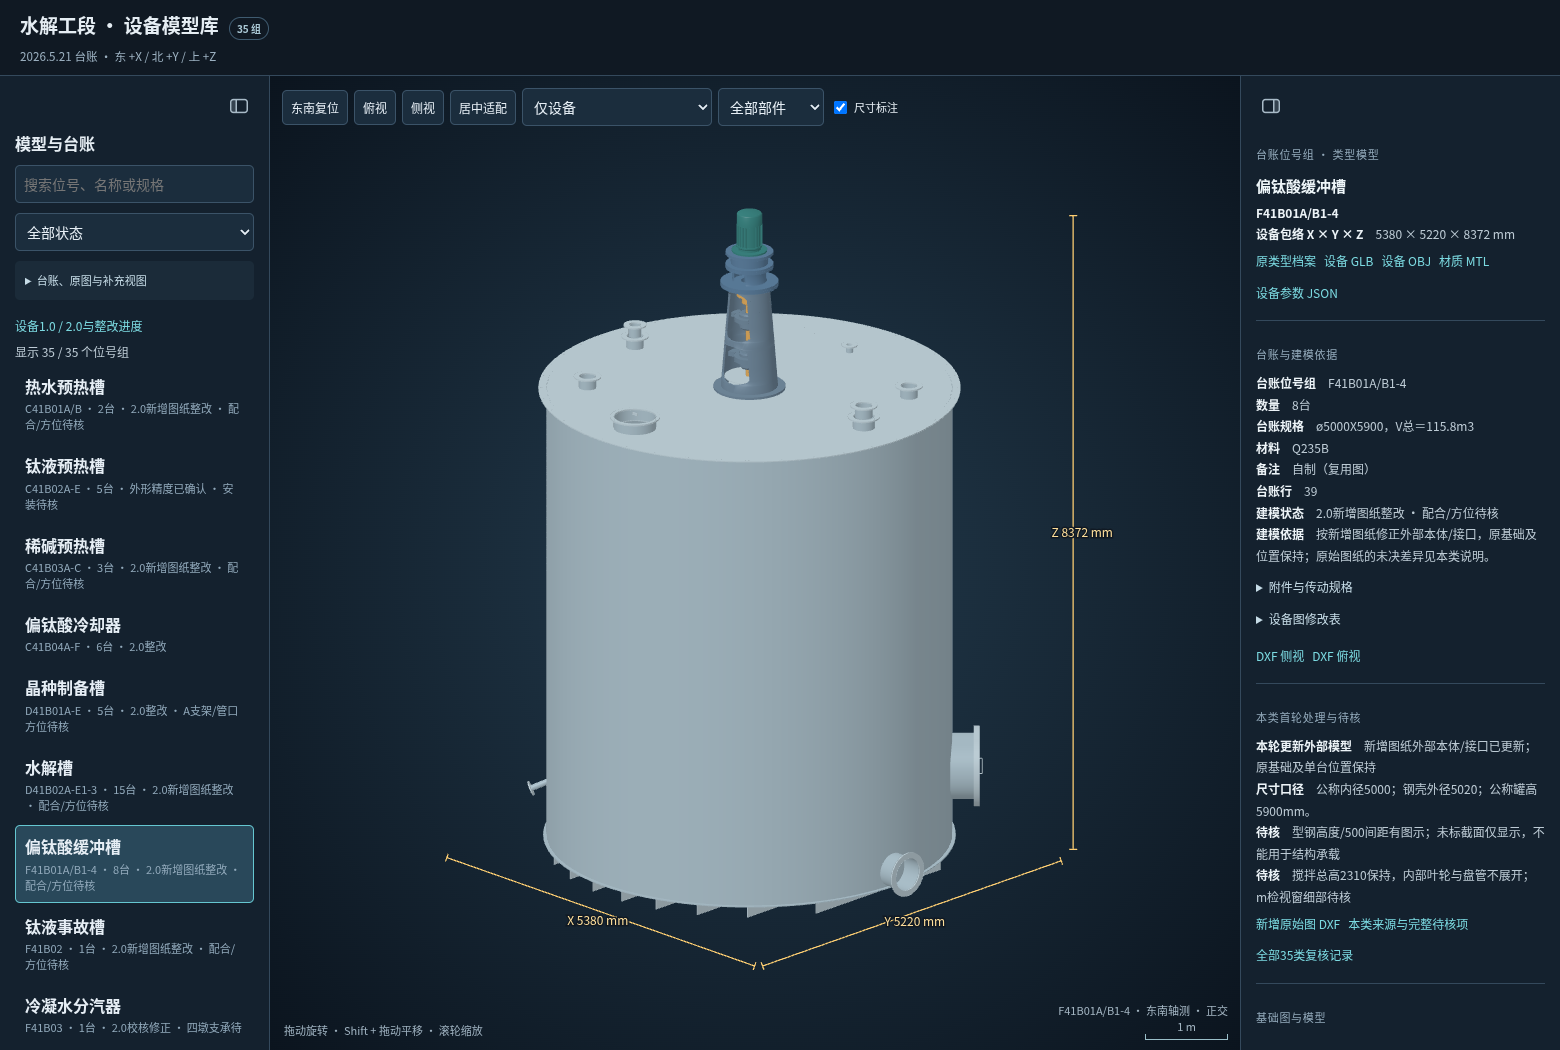 水解工段 · 设备模型库 35 组
2026.5.21 台账 · 东 +X / 北 +Y / 上 +Z
模型与台账
搜索位号、名称或规格
全部状态
▶ 台账、原图与补充视图
设备1.0 / 2.0与整改进度
显示 35 / 35 个位号组
热水预热槽
C41B01A/B · 2台 · 2.0新增图纸整改 · 配
合/方位待核
钛液预热槽
C41B02A-E · 5台 · 外形精度已确认 · 安
装待核
稀碱预热槽
C41B03A-C · 3台 · 2.0新增图纸整改 · 配
合/方位待核
偏钛酸冷却器
C41B04A-F · 6台 · 2.0整改
晶种制备槽
D41B01A-E · 5台 · 2.0整改 · A支架/管口
方位待核
水解槽
D41B02A-E1-3 · 15台 · 2.0新增图纸整改
· 配合/方位待核
偏钛酸缓冲槽
F41B01A/B1-4 · 8台 · 2.0新增图纸整改 ·
配合/方位待核
钛液事故槽
F41B02 · 1台 · 2.0新增图纸整改 · 配合/
方位待核
冷凝水分汽器
F41B03 · 1台 · 2.0校核修正 · 四墩支承待
东南复位 俯视 侧视 居中适配 仅设备 全部部件 尺寸标注
Z 8372 mm
X 5380 mm
Y 5220 mm
拖动旋转 · Shift + 拖动平移 · 滚轮缩放
F41B01A/B1-4 · 东南轴测 · 正交
1 m
台账位号组 · 类型模型
偏钛酸缓冲槽
F41B01A/B1-4
设备包络 X × Y × Z 5380 × 5220 × 8372 mm
原类型档案 设备 GLB 设备 OBJ 材质 MTL
设备参数 JSON
台账与建模依据
台账位号组 F41B01A/B1-4
数量 8台
台账规格 ø5000X5900，V总＝115.8m3
材料 Q235B
备注 自制（复用图）
台账行 39
建模状态 2.0新增图纸整改 · 配合/方位待核
建模依据 按新增图纸修正外部本体/接口，原基础及
位置保持；原始图纸的未决差异见本类说明。
▶ 附件与传动规格
▶ 设备图修改表
DXF 侧视 DXF 俯视
本类首轮处理与待核
本轮更新外部模型 新增图纸外部本体/接口已更新；
原基础及单台位置保持
尺寸口径 公称内径5000；钢壳外径5020；公称罐高
5900mm。
待核 型钢高度/500间距有图示；未标截面仅显示，不
能用于结构承载
待核 搅拌总高2310保持，内部叶轮与盘管不展开；
m检视窗细部待核
新增原始图 DXF 本类来源与完整待核项
全部35类复核记录
基础图与模型